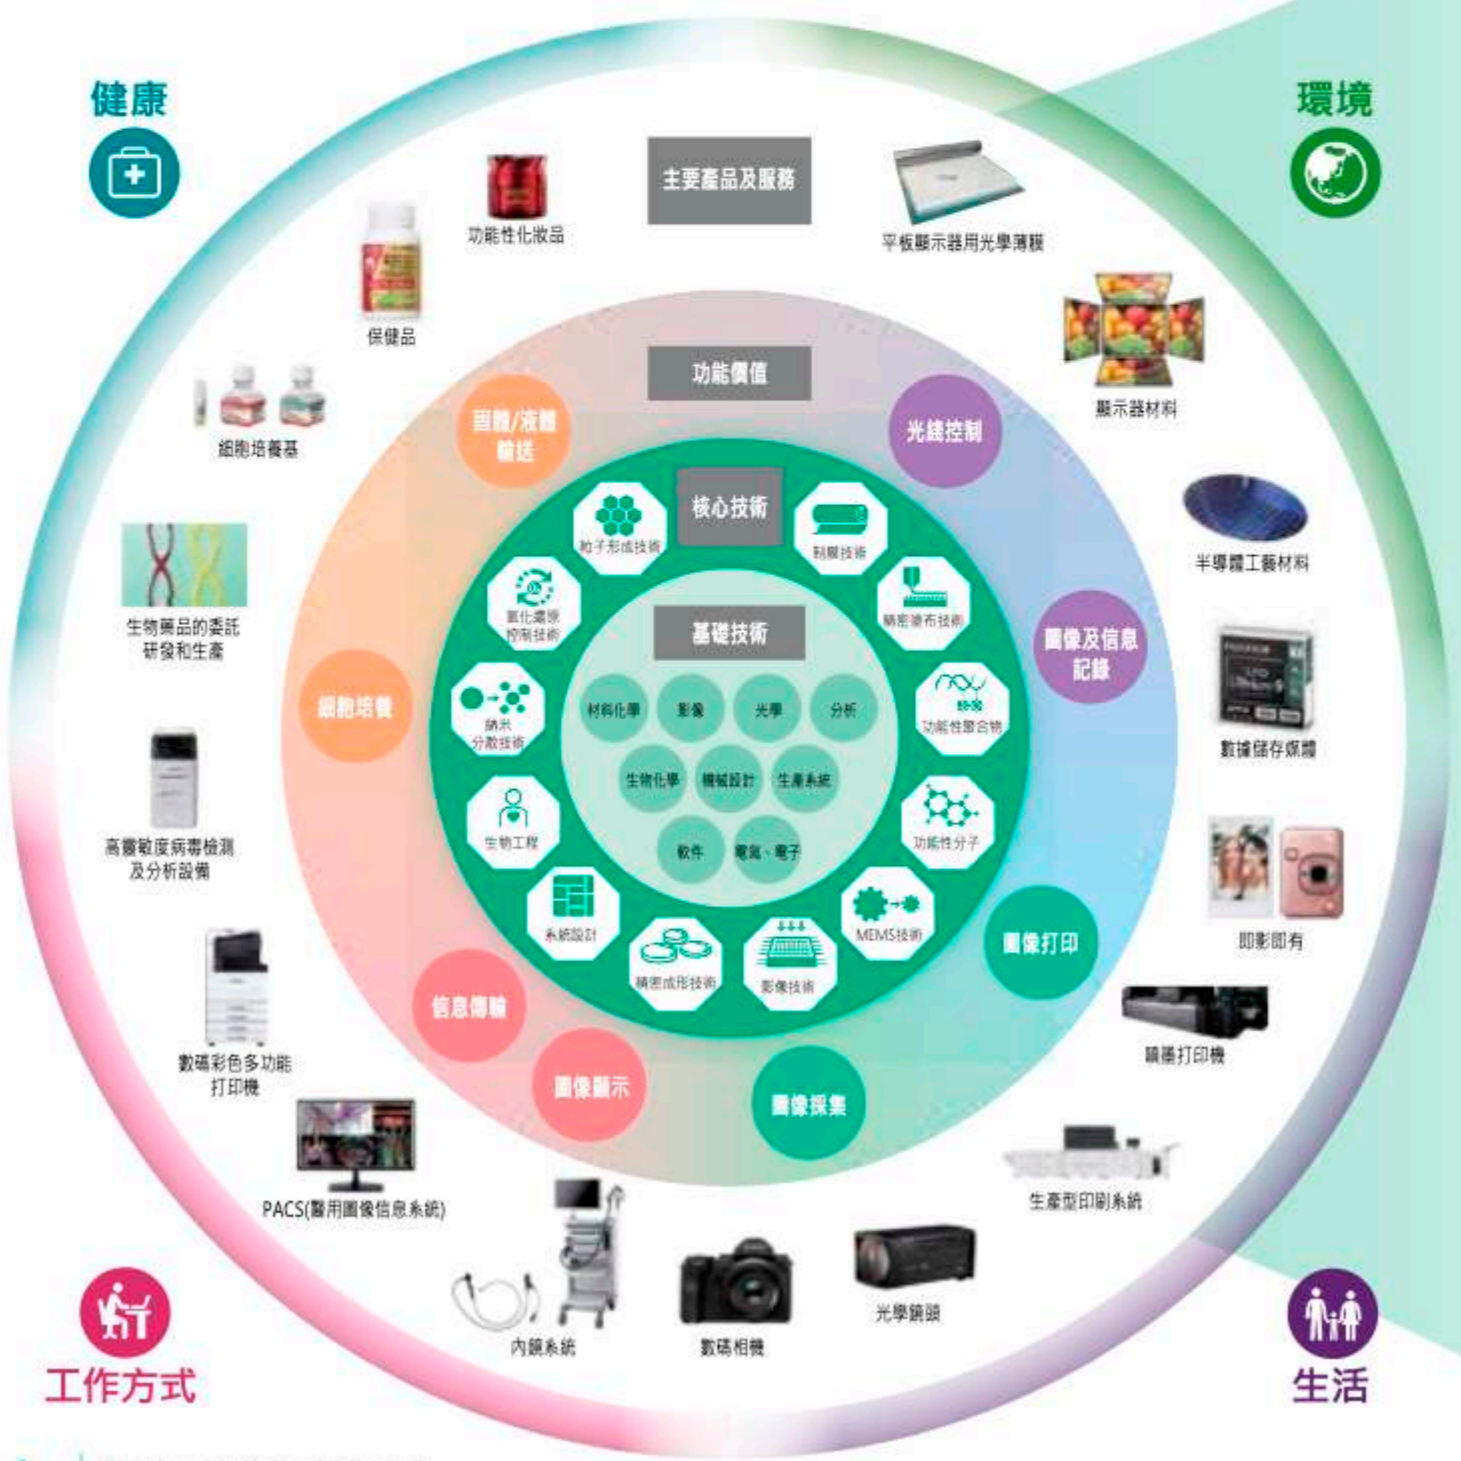 健康
環境
主要產品及服務
功能性化妝品
平板顯示器用光學薄膜
保健品
顯示器材料
細胞培養基
半導體工藝材料
生物藥品的委託
研發和生產
數據儲存媒體
高靈敏度病毒檢測
及分析設備
即影即有
數碼彩色多功能
打印機
噴墨打印機
PACS(醫用圖像信息系統)
生產型印刷系統
內鏡系統
數碼相機
光學鏡頭
功能價值
固體/液體
輸送
光綫控制
細胞培養
圖像及信息
記錄
信息傳輸
圖像打印
圖像顯示
圖像採集
核心技術
粒子形成技術
制膜技術
氧化還原
控制技術
精密塗布技術
納米
分散技術
功能性聚合物
生物工程
功能性分子
系統設計
MEMS技術
精密成形技術
影像技術
基礎技術
材料化學
影像
光學
分析
生物化學
機械設計
生產系統
軟件
電氣、電子
工作方式
生活